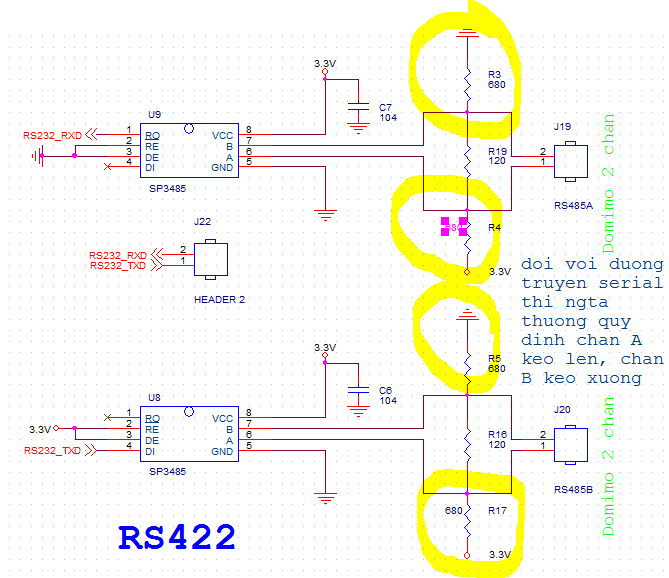 3.3V
R3
680
C7
104
U9
RS232_RXD
1
2
3
4
RO
RE
DE
DI
VCC
B
A
GND
8
7
6
5
SP3485
R19
120
J19
2
1
RS485A
Domimo 2 chan
680
R4
3.3V
J22
RS232_RXD
RS232_TXD
2
1
HEADER 2
doi voi duong
truyen serial
thi ngta
thuong quy
dinh chan A
keo len, chan
B keo xuong
3.3V
R5
680
C6
104
U8
3.3V
RS232_TXD
1
2
3
4
RO
RE
DE
DI
VCC
B
A
GND
8
7
6
5
SP3485
R16
120
J20
2
1
RS485B
Domimo 2 chan
680
R17
3.3V
RS422